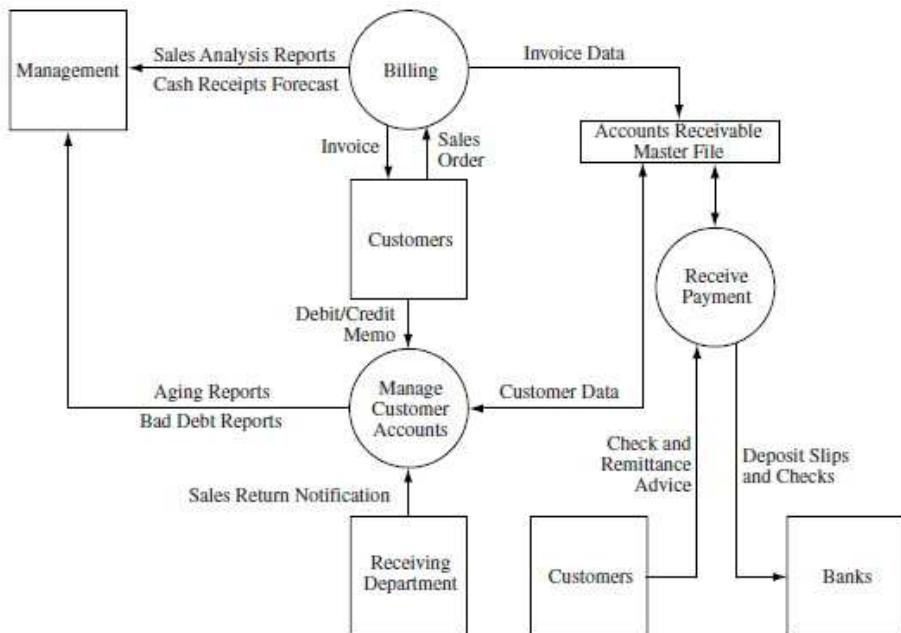 Management
Sales Analysis Reports
Cash Receipts Forecast
Billing
Invoice Data
Invoice
Sales
Order
Accounts Receivable
Master File
Customers
Receive
Payment
Debit/Credit
Memo
Aging Reports
Bad Debt Reports
Manage
Customer
Accounts
Customer Data
Check and
Remittance
Advice
Deposit Slips
and Checks
Sales Return Notification
Receiving
Department
Customers
Banks